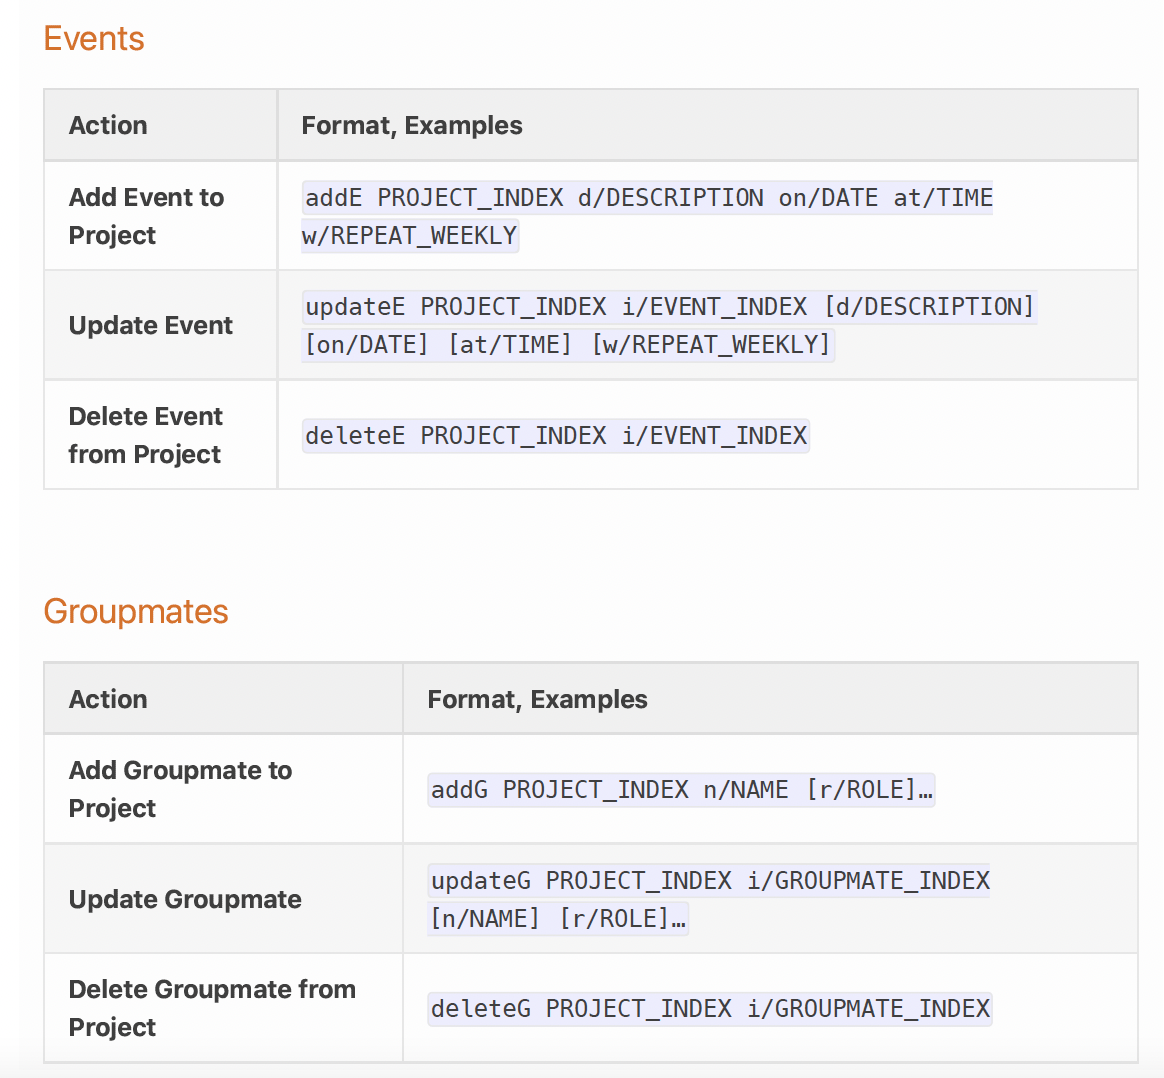 Events
Action
Format, Examples
Add Event to
Project
addE PROJECT_INDEX d/DESCRIPTION on/DATE at/TIME
w/REPEAT_WEEKLY
Update Event
updateE PROJECT_INDEX i/EVENT_INDEX [d/DESCRIPTION]
[on/DATE] [at/TIME] [w/REPEAT_WEEKLY]
Delete Event
from Project
deleteE PROJECT_INDEX i/EVENT_INDEX
Groupmates
Action
Format, Examples
Add Groupmate to
Project
addG PROJECT_INDEX n/NAME [r/ROLE]…
Update Groupmate
updateG PROJECT_INDEX i/GROUPMATE_INDEX
[n/NAME] [r/ROLE]…
Delete Groupmate from
Project
deleteG PROJECT_INDEX i/GROUPMATE_INDEX